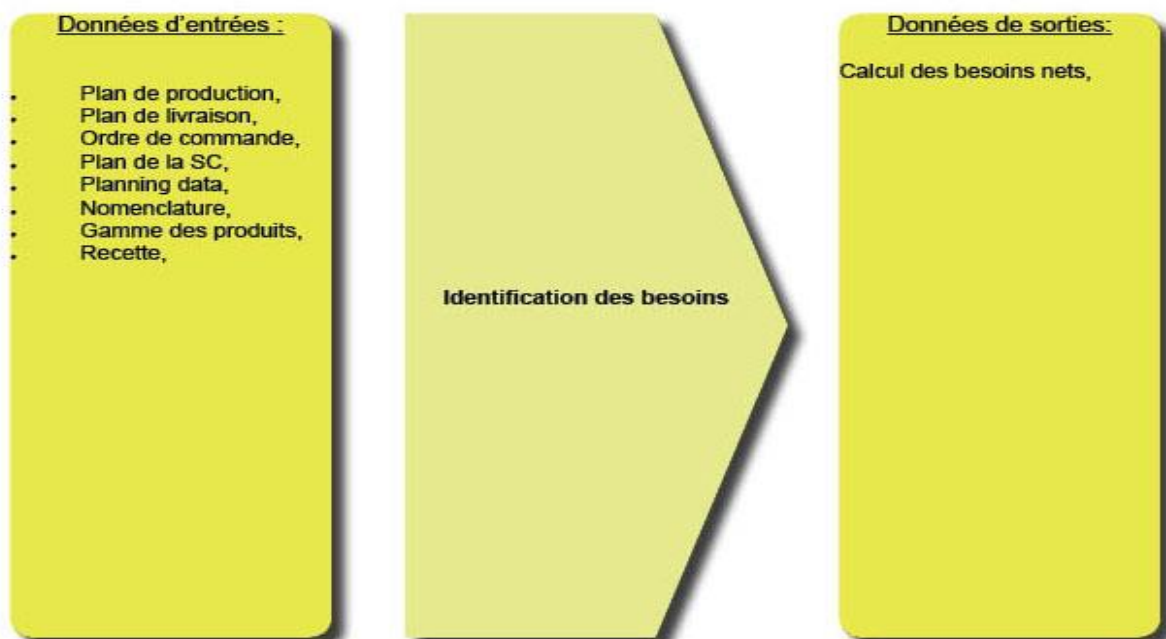 Données d'entrées :
. Plan de production,
. Plan de livraison,
. Ordre de commande,
. Plan de la SC,
. Planning data,
. Nomenclature,
. Gamme des produits,
. Recette,
Identification des besoins
Données de sorties:
Calcul des besoins nets,